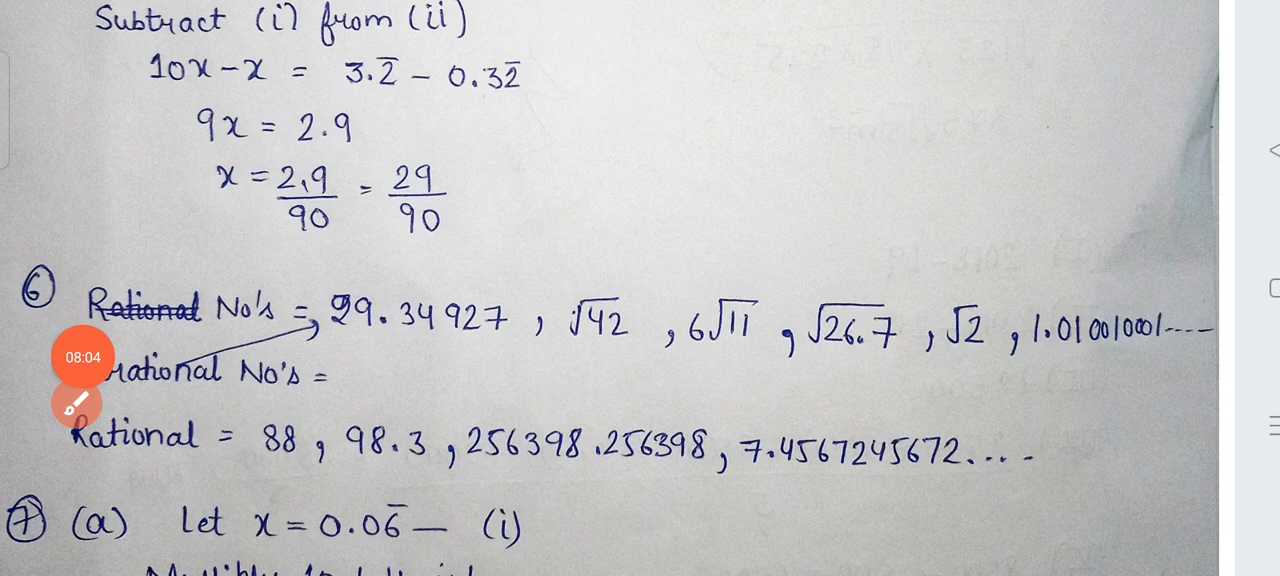 Subtract (i) from (ii)
10x - x = 3.2̅ - 0.32̅
9x = 2.9
x = 2.9/90 = 29/90
⑥ Rational No's = 29.34927, √42, 6√11, √26.7, √2, 1.010010001----
08:04
rational No's =
Rational = 88, 98.3, 256398.256398, 7.4567245672....
⑦ (a) Let x = 0.06̅ — (i)